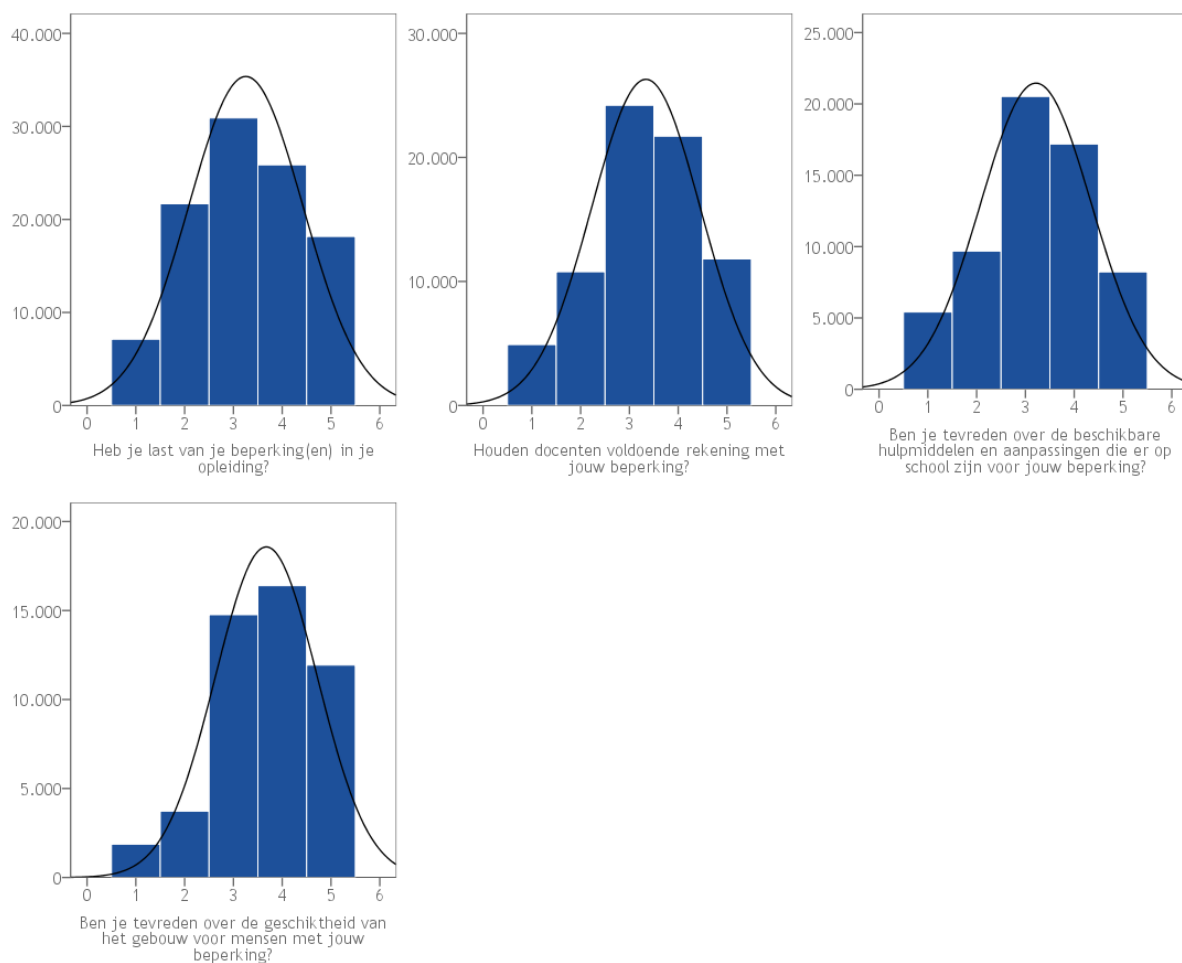 40.000
30.000
20.000
10.000
0
0 1 2 3 4 5 6
Heb je last van je beperking(en) in je
opleiding?
30.000
20.000
10.000
0
0 1 2 3 4 5 6
Houden docenten voldoende rekening met
jouw beperking?
25.000
20.000
15.000
10.000
5.000
0
0 1 2 3 4 5 6
Ben je tevreden over de beschikbare
hulpmiddelen en aanpassingen die er op
school zijn voor jouw beperking?
20.000
15.000
10.000
5.000
0
0 1 2 3 4 5 6
Ben je tevreden over de geschiktheid van
het gebouw voor mensen met jouw
beperking?